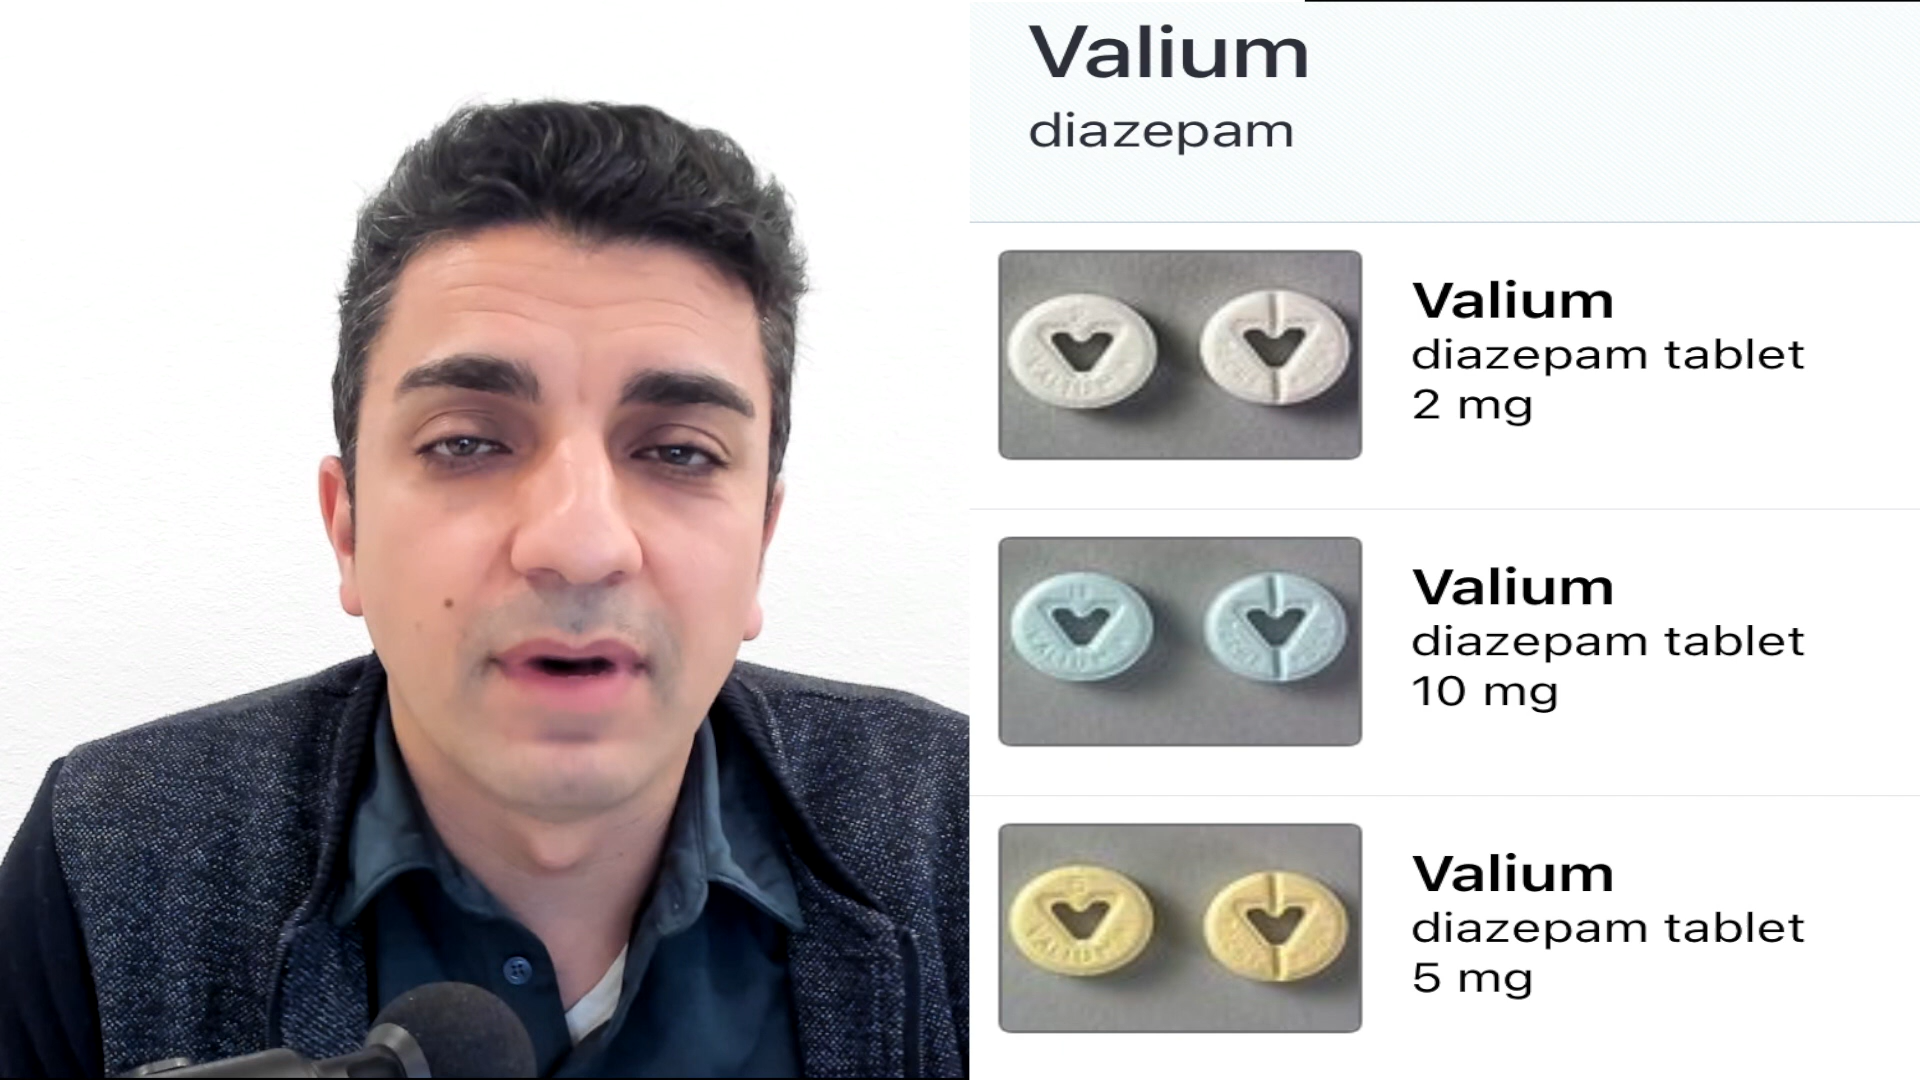 Valium
diazepam
Valium
diazepam tablet
2 mg
Valium
diazepam tablet
10 mg
Valium
diazepam tablet
5 mg